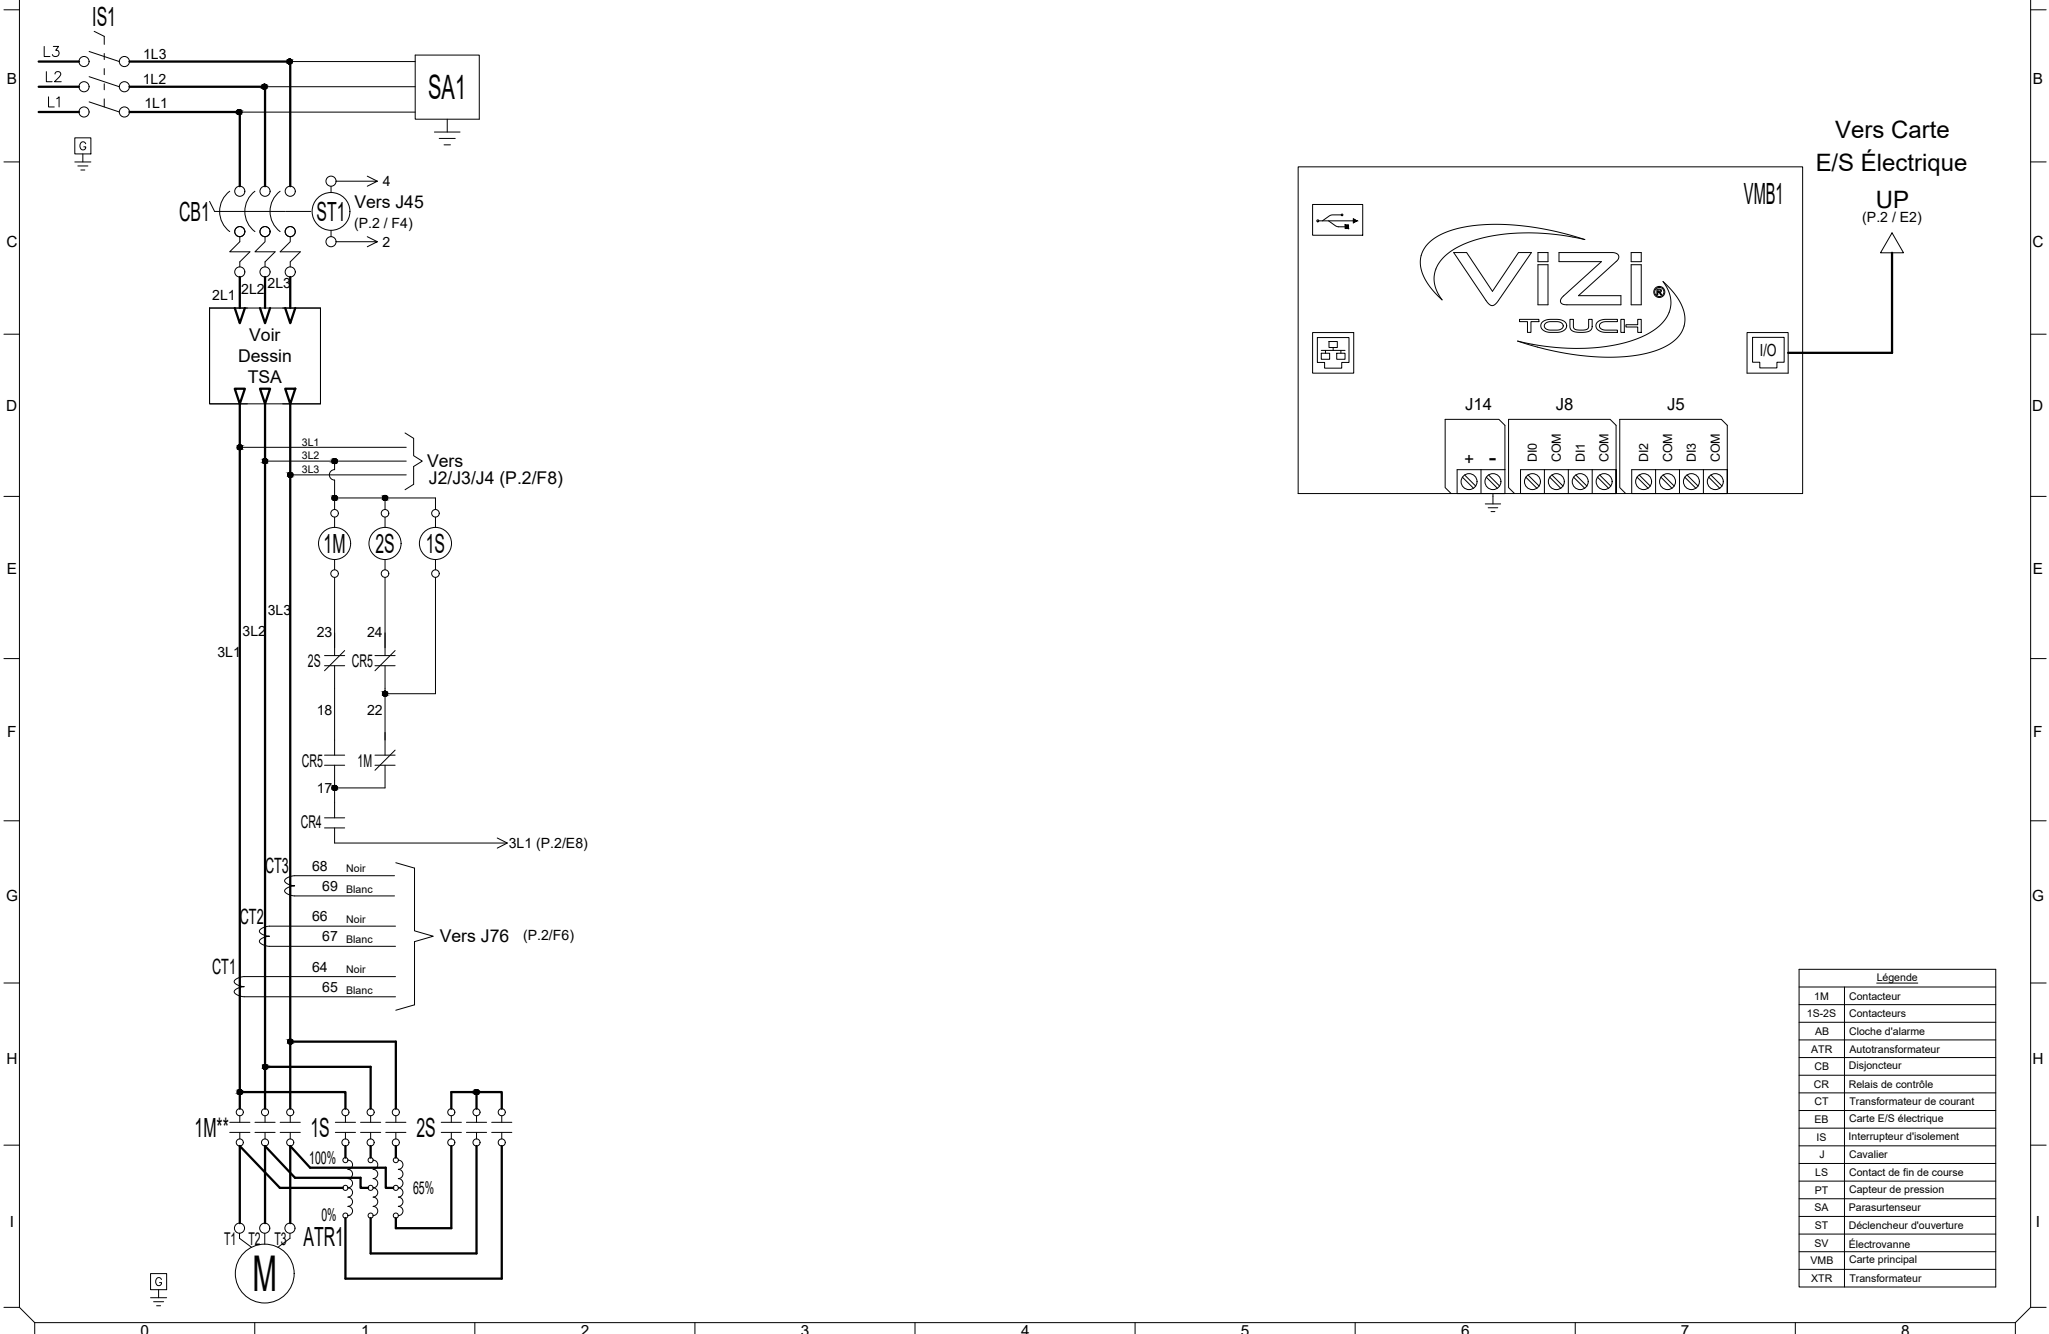 IS1
L3
1L3
L2
1L2
L1
1L1
SA1
B
B
G
Vers Carte
E/S Électrique
UP
(P.2 / E2)
CB1
ST1
4
Vers J45
(P.2 / F4)
2
C
C
2L1
2L2
2L3
Voir
Dessin
TSA
VMB1
ViZi
TOUCH
®
I/O
D
D
J14
J8
J5
+
-
DI0
COM
DI1
COM
DI2
COM
DI3
COM
3L1
3L2
3L3
Vers
J2/J3/J4 (P.2/F8)
1M
2S
1S
E
E
3L3
3L2
3L1
23
24
2S
CR5
18
22
F
F
CR5
1M
17
CR4
3L1 (P.2/E8)
CT3
68 Noir
69 Blanc
G
G
CT2
66 Noir
67 Blanc
Vers J76 (P.2/F6)
CT1
64 Noir
65 Blanc
H
H
1M**
1S
2S
100%
65%
0%
ATR1
I
I
T1
T2
T3
M
G
Légende
1M Contacteur
1S-2S Contacteurs
AB Cloche d'alarme
ATR Autotransformateur
CB Disjoncteur
CR Relais de contrôle
CT Transformateur de courant
EB Carte E/S électrique
IS Interrupteur d'isolement
J Cavalier
LS Contact de fin de course
PT Capteur de pression
SA Parasurtenseur
ST Déclencheur d'ouverture
SV Électrovanne
VMB Carte principal
XTR Transformateur
0 1 2 3 4 5 6 7 8